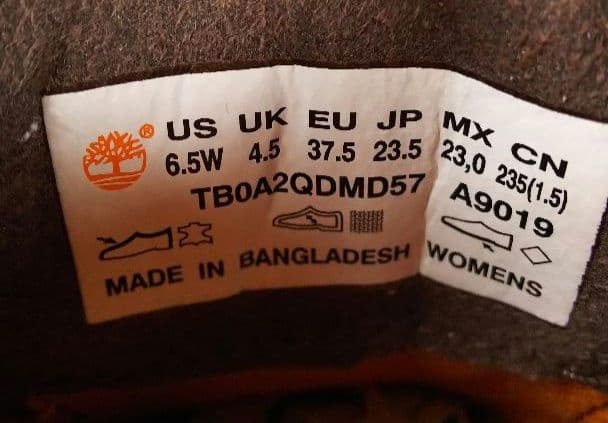 ® US UK EU JP MX CN
6.5W 4.5 37.5 23.5 23,0 235(1.5)
TB0A2QDMD57 A9019
MADE IN BANGLADESH WOMENS